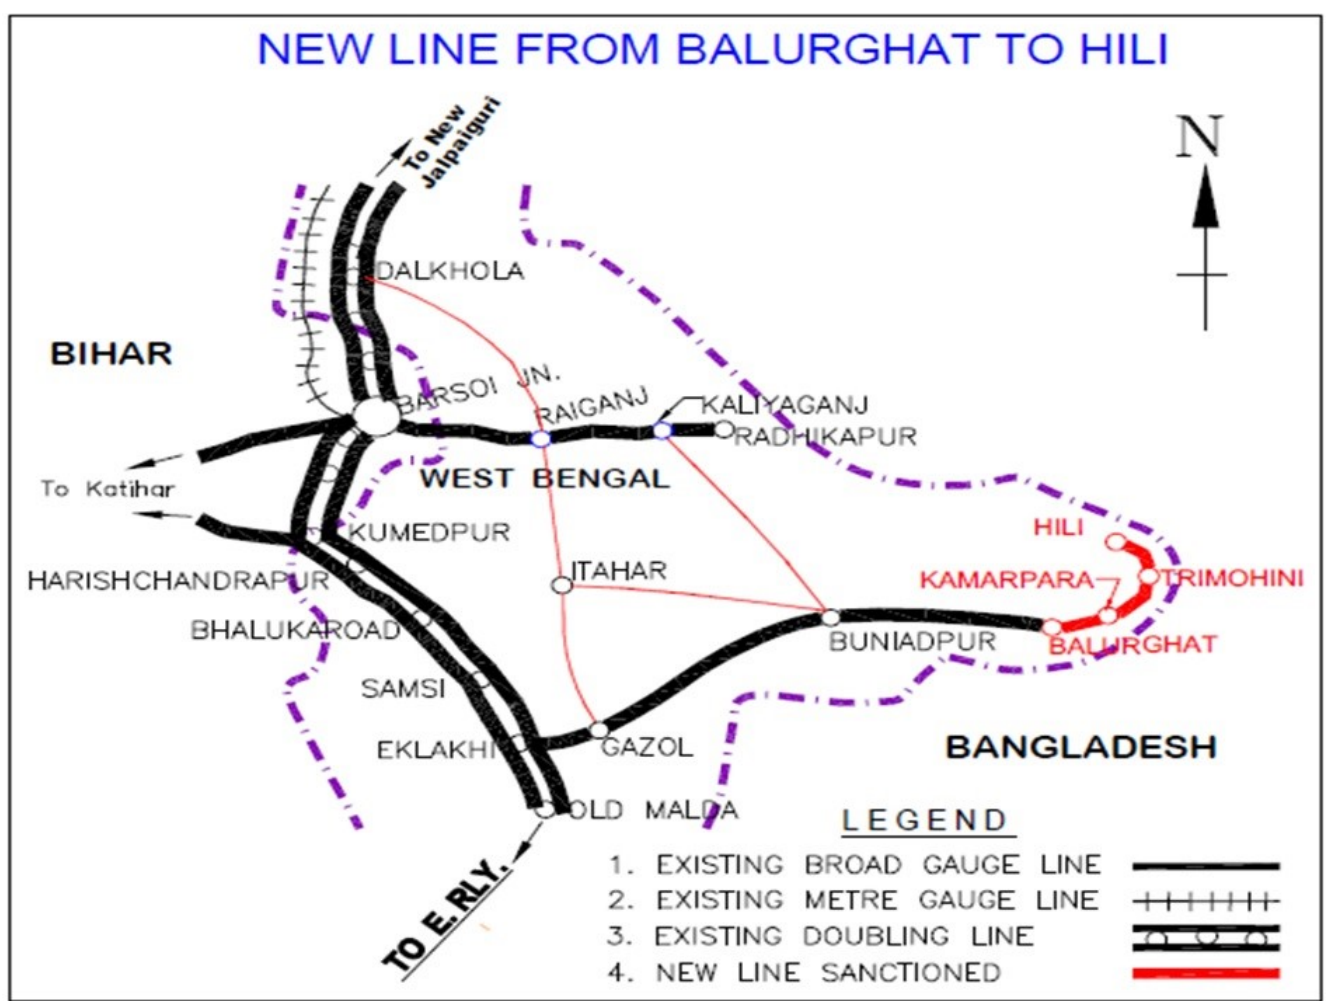 NEW LINE FROM BALURGHAT TO HILI
To New
Jalpaiguri
N
DALKHOLA
BIHAR
BARSOI JN.
RAIGANJ
KALIYAGANJ
RADHIKAPUR
WEST BENGAL
To Katihar
KUMEDPUR
HILI
HARISHCHANDRAPUR
ITAHAR
KAMARPARA
TRIMOHINI
BHALUKAROAD
BUNIADPUR
BALURGHAT
SAMSI
EKLAKHI
GAZOL
BANGLADESH
OLD MALDA
TO E. RLY.
LEGEND
1. EXISTING BROAD GAUGE LINE
2. EXISTING METRE GAUGE LINE
3. EXISTING DOUBLING LINE
4. NEW LINE SANCTIONED